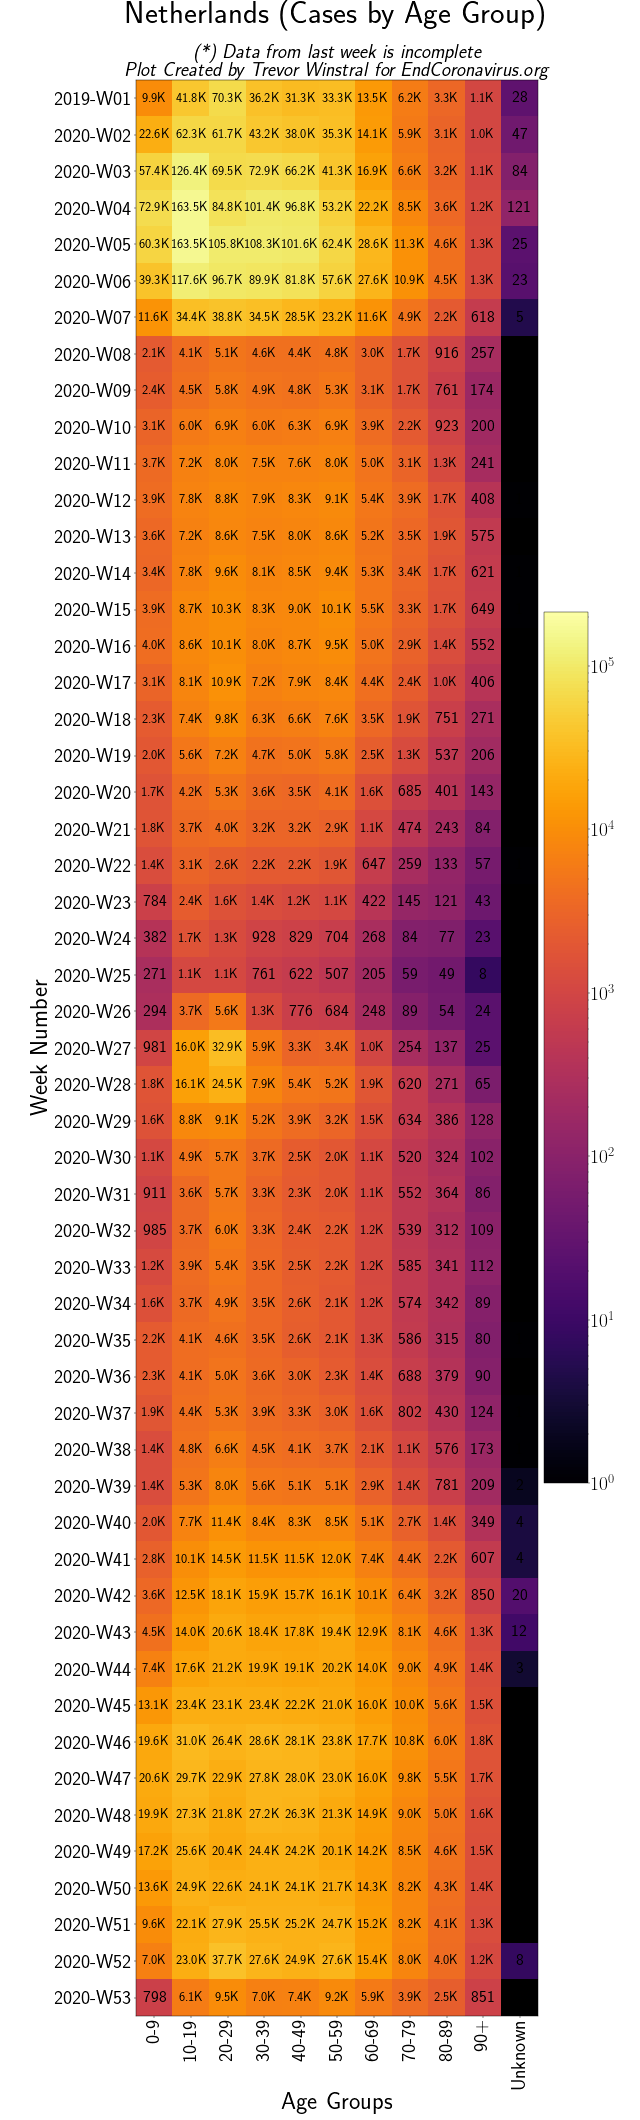 Netherlands (Cases by Age Group)
(*) Data from last week is incomplete
Plot Created by Trevor Winstral for EndCoronavirus.org
2019-W01 9.9K 41.8K 70.3K 36.2K 31.3K 33.3K 13.5K 6.2K 3.3K 1.1K 28
2020-W02 22.6K 62.3K 61.7K 43.2K 38.0K 35.3K 14.1K 5.9K 3.1K 1.0K 47
2020-W03 57.4K 126.4K 69.5K 72.9K 66.2K 41.3K 16.9K 6.6K 3.2K 1.1K 84
2020-W04 72.9K 163.5K 84.8K 101.4K 96.8K 53.2K 22.2K 8.5K 3.6K 1.2K 121
2020-W05 60.3K 163.5K 105.8K 108.3K 101.6K 62.4K 28.6K 11.3K 4.6K 1.3K 25
2020-W06 39.3K 117.6K 96.7K 89.9K 81.8K 57.6K 27.6K 10.9K 4.5K 1.3K 23
2020-W07 11.6K 34.4K 38.8K 34.5K 28.5K 23.2K 11.6K 4.9K 2.2K 618 5
2020-W08 2.1K 4.1K 5.1K 4.6K 4.4K 4.8K 3.0K 1.7K 916 257
2020-W09 2.4K 4.5K 5.8K 4.9K 4.8K 5.3K 3.1K 1.7K 761 174
2020-W10 3.1K 6.0K 6.9K 6.0K 6.3K 6.9K 3.9K 2.2K 923 200
2020-W11 3.7K 7.2K 8.0K 7.5K 7.6K 8.0K 5.0K 3.1K 1.3K 241
2020-W12 3.9K 7.8K 8.8K 7.9K 8.3K 9.1K 5.4K 3.9K 1.7K 408
2020-W13 3.6K 7.2K 8.6K 7.5K 8.0K 8.6K 5.2K 3.5K 1.9K 575
2020-W14 3.4K 7.8K 9.6K 8.1K 8.5K 9.4K 5.3K 3.4K 1.7K 621
2020-W15 3.9K 8.7K 10.3K 8.3K 9.0K 10.1K 5.5K 3.3K 1.7K 649
2020-W16 4.0K 8.6K 10.1K 8.0K 8.7K 9.5K 5.0K 2.9K 1.4K 552
2020-W17 3.1K 8.1K 10.9K 7.2K 7.9K 8.4K 4.4K 2.4K 1.0K 406
2020-W18 2.3K 7.4K 9.8K 6.3K 6.6K 7.6K 3.5K 1.9K 751 271
2020-W19 2.0K 5.6K 7.2K 4.7K 5.0K 5.8K 2.5K 1.3K 537 206
2020-W20 1.7K 4.2K 5.3K 3.6K 3.5K 4.1K 1.6K 685 401 143
2020-W21 1.8K 3.7K 4.0K 3.2K 3.2K 2.9K 1.1K 474 243 84
2020-W22 1.4K 3.1K 2.6K 2.2K 2.2K 1.9K 647 259 133 57
2020-W23 784 2.4K 1.6K 1.4K 1.2K 1.1K 422 145 121 43
2020-W24 382 1.7K 1.3K 928 829 704 268 84 77 23
2020-W25 271 1.1K 1.1K 761 622 507 205 59 49 8
2020-W26 294 3.7K 5.6K 1.3K 776 684 248 89 54 24
2020-W27 981 16.0K 32.9K 5.9K 3.3K 3.4K 1.0K 254 137 25
2020-W28 1.8K 16.1K 24.5K 7.9K 5.4K 5.2K 1.9K 620 271 65
2020-W29 1.6K 8.8K 9.1K 5.2K 3.9K 3.2K 1.5K 634 386 128
2020-W30 1.1K 4.9K 5.7K 3.7K 2.5K 2.0K 1.1K 520 324 102
2020-W31 911 3.6K 5.7K 3.3K 2.3K 2.0K 1.1K 552 364 86
2020-W32 985 3.7K 6.0K 3.3K 2.4K 2.2K 1.2K 539 312 109
2020-W33 1.2K 3.9K 5.4K 3.5K 2.5K 2.2K 1.2K 585 341 112
2020-W34 1.6K 3.7K 4.9K 3.5K 2.6K 2.1K 1.2K 574 342 89
2020-W35 2.2K 4.1K 4.6K 3.5K 2.6K 2.1K 1.3K 586 315 80
2020-W36 2.3K 4.1K 5.0K 3.6K 3.0K 2.3K 1.4K 688 379 90
2020-W37 1.9K 4.4K 5.3K 3.9K 3.3K 3.0K 1.6K 802 430 124
2020-W38 1.4K 4.8K 6.6K 4.5K 4.1K 3.7K 2.1K 1.1K 576 173
2020-W39 1.4K 5.3K 8.0K 5.6K 5.1K 5.1K 2.9K 1.4K 781 209 2
2020-W40 2.0K 7.7K 11.4K 8.4K 8.3K 8.5K 5.1K 2.7K 1.4K 349 4
2020-W41 2.8K 10.1K 14.5K 11.5K 11.5K 12.0K 7.4K 4.4K 2.2K 607 4
2020-W42 3.6K 12.5K 18.1K 15.9K 15.7K 16.1K 10.1K 6.4K 3.2K 850 20
2020-W43 4.5K 14.0K 20.6K 18.4K 17.8K 19.4K 12.9K 8.1K 4.6K 1.3K 12
2020-W44 7.4K 17.6K 21.2K 19.9K 19.1K 20.2K 14.0K 9.0K 4.9K 1.4K 3
2020-W45 13.1K 23.4K 23.1K 23.4K 22.2K 21.0K 16.0K 10.0K 5.6K 1.5K
2020-W46 19.6K 31.0K 26.4K 28.6K 28.1K 23.8K 17.7K 10.8K 6.0K 1.8K
2020-W47 20.6K 29.7K 22.9K 27.8K 28.0K 23.0K 16.0K 9.8K 5.5K 1.7K
2020-W48 19.9K 27.3K 21.8K 27.2K 26.3K 21.3K 14.9K 9.0K 5.0K 1.6K
2020-W49 17.2K 25.6K 20.4K 24.4K 24.2K 20.1K 14.2K 8.5K 4.6K 1.5K
2020-W50 13.6K 24.9K 22.6K 24.1K 24.1K 21.7K 14.3K 8.2K 4.3K 1.4K
2020-W51 9.6K 22.1K 27.9K 25.5K 25.2K 24.7K 15.2K 8.2K 4.1K 1.3K
2020-W52 7.0K 23.0K 37.7K 27.6K 24.9K 27.6K 15.4K 8.0K 4.0K 1.2K 8
2020-W53 798 6.1K 9.5K 7.0K 7.4K 9.2K 5.9K 3.9K 2.5K 851
0-9 10-19 20-29 30-39 40-49 50-59 60-69 70-79 80-89 90+ Unknown
Age Groups
Week Number
10⁵
10⁴
10³
10²
10¹
10⁰